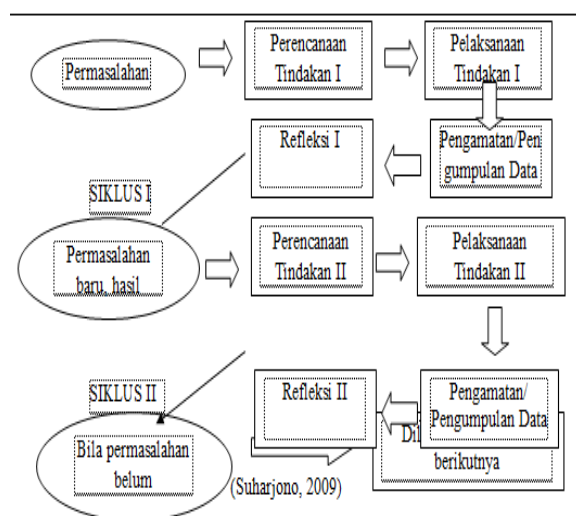 Permasalahan
Perencanaan
Tindakan I
Pelaksanaan
Tindakan I
Refleksi I
Pengamatan/Pen
gumpulan Data
SIKLUS I
Permasalahan
baru, hasil
Perencanaan
Tindakan II
Pelaksanaan
Tindakan II
SIKLUS II
Refleksi II
Pengamatan/
Pengumpulan Data
Bila permasalahan
belum
berikutnya
(Suharjono, 2009)